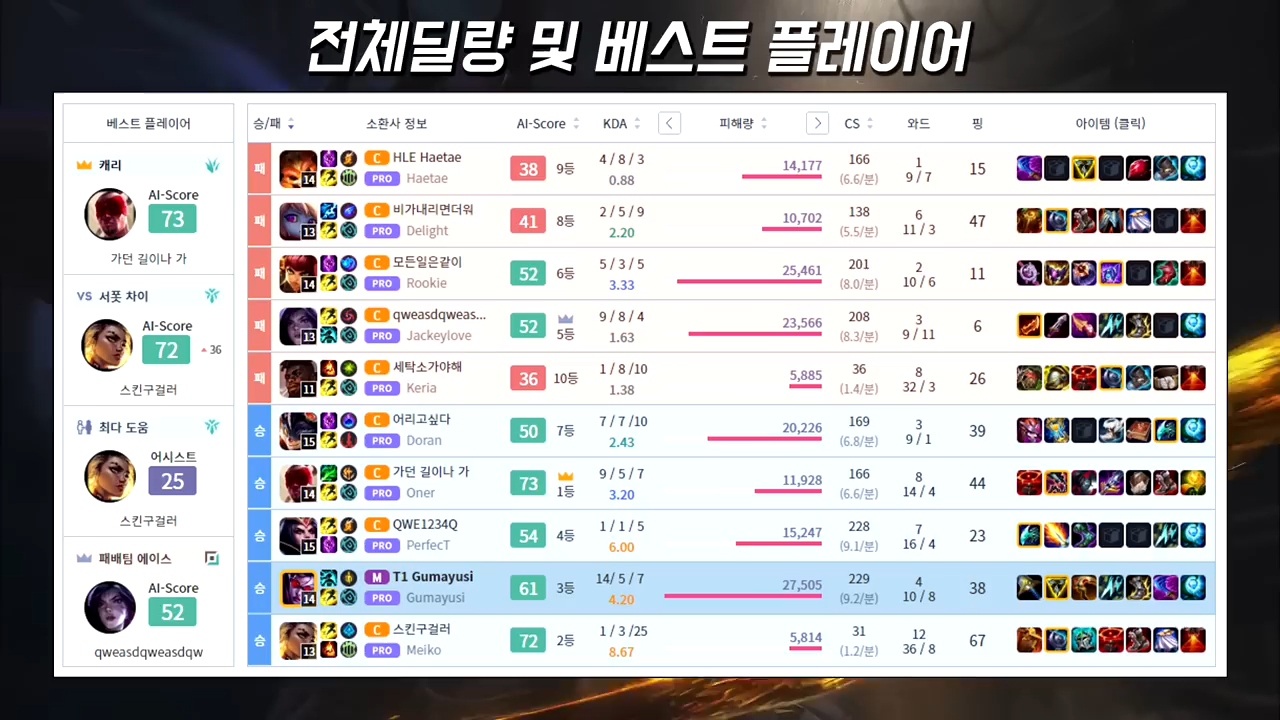 전체딜량 및 베스트 플레이어
베스트 플레이어
캐리
AI-Score
73
가던 길이나 가
VS 서폿 차이
AI-Score
72
36
스킨구걸러
최다 도움
어시스트
25
스킨구걸러
패배팀 에이스
AI-Score
52
qweasdqweasdqw
승/패 소환사 정보 AI-Score KDA 피해량 CS 와드 핑 아이템 (클릭)
패 14 C HLE Haetae 38 9등 4 / 8 / 3 14,177 166 1 15
PRO Haetae 0.88 (6.6/분) 9 / 7
패 13 C 비가내리면더워 41 8등 2 / 5 / 9 10,702 138 6 47
PRO Delight 2.20 (5.5/분) 11 / 3
패 14 C 모든일은같이 52 6등 5 / 3 / 5 25,461 201 2 11
PRO Rookie 3.33 (8.0/분) 10 / 6
패 13 C qweasdqweas... 52 5등 9 / 8 / 4 23,566 208 3 6
PRO Jackeylove 1.63 (8.3/분) 9 / 11
패 11 C 세탁소가야해 36 10등 1 / 8 /10 5,885 36 8 26
PRO Keria 1.38 (1.4/분) 32 / 3
승 15 C 어리고싶다 50 7등 7 / 7 /10 20,226 169 3 39
PRO Doran 2.43 (6.8/분) 9 / 1
승 14 C 가던 길이나 가 73 1등 9 / 5 / 7 11,928 166 8 44
PRO Oner 3.20 (6.6/분) 14 / 4
승 15 C QWE1234Q 54 4등 1 / 1 / 5 15,247 228 7 23
PRO PerfecT 6.00 (9.1/분) 16 / 4
승 14 M T1 Gumayusi 61 3등 14/ 5 / 7 27,505 229 4 38
PRO Gumayusi 4.20 (9.2/분) 10 / 8
승 13 C 스킨구걸러 72 2등 1 / 3 /25 5,814 31 12 67
PRO Meiko 8.67 (1.2/분) 36 / 8